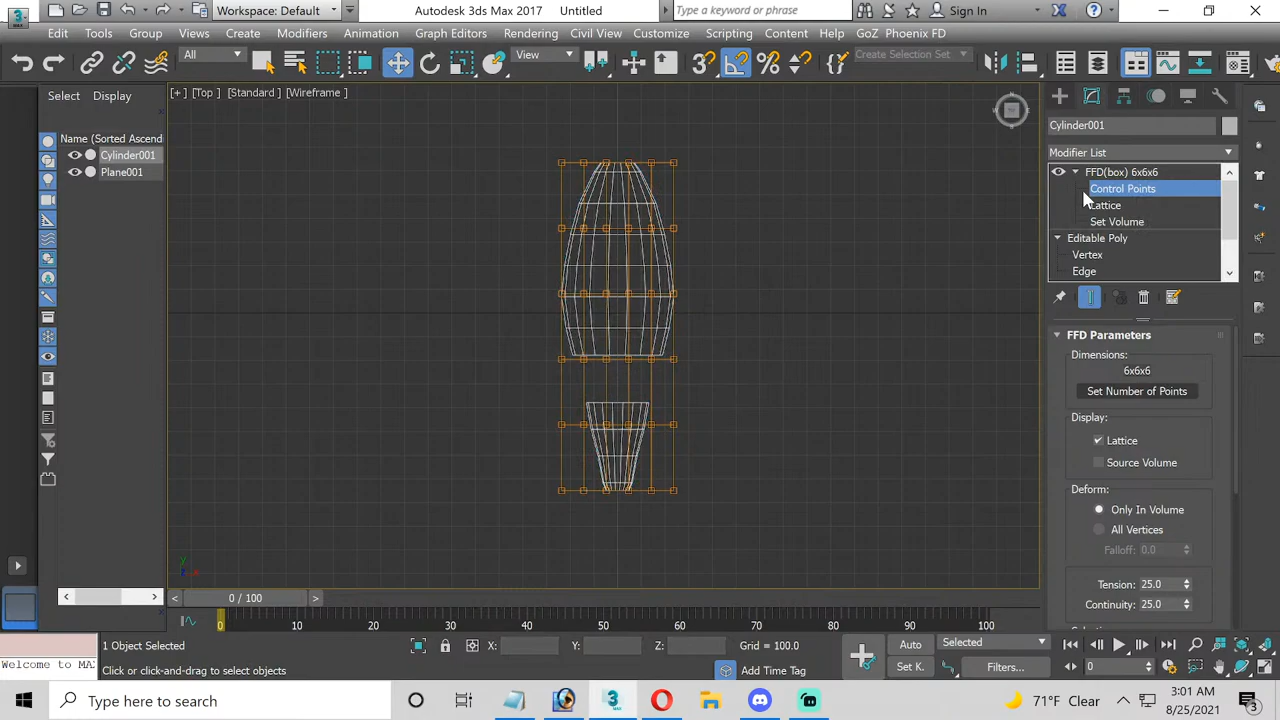 Workspace: Default
Autodesk 3ds Max 2017
Untitled
Type a keyword or phrase
Sign In
Edit
Tools
Group
Views
Create
Modifiers
Animation
Graph Editors
Rendering
Civil View
Customize
Scripting
Content
Help
GoZ
Phoenix FD
All
View
Create Selection Set
Select
Display
[+] [Top] [Standard] [Wireframe]
Name (Sorted Ascend
Cylinder001
Plane001
Cylinder001
Modifier List
FFD(box) 6x6x6
Control Points
Lattice
Set Volume
Editable Poly
Vertex
Edge
FFD Parameters
Dimensions:
6x6x6
Set Number of Points
Display:
Lattice
Source Volume
Deform:
Only In Volume
All Vertices
Falloff: 0.0
Tension: 25.0
Continuity: 25.0
0 / 100
0 10 20 30 40 50 60 70 80 90 100
1 Object Selected
X:
Y:
Z:
Grid = 100.0
Auto
Selected
Welcome to MA
Click or click-and-drag to select objects
Add Time Tag
Set K.
Filters...
0
Type here to search
71°F Clear
3:01 AM
8/25/2021
3